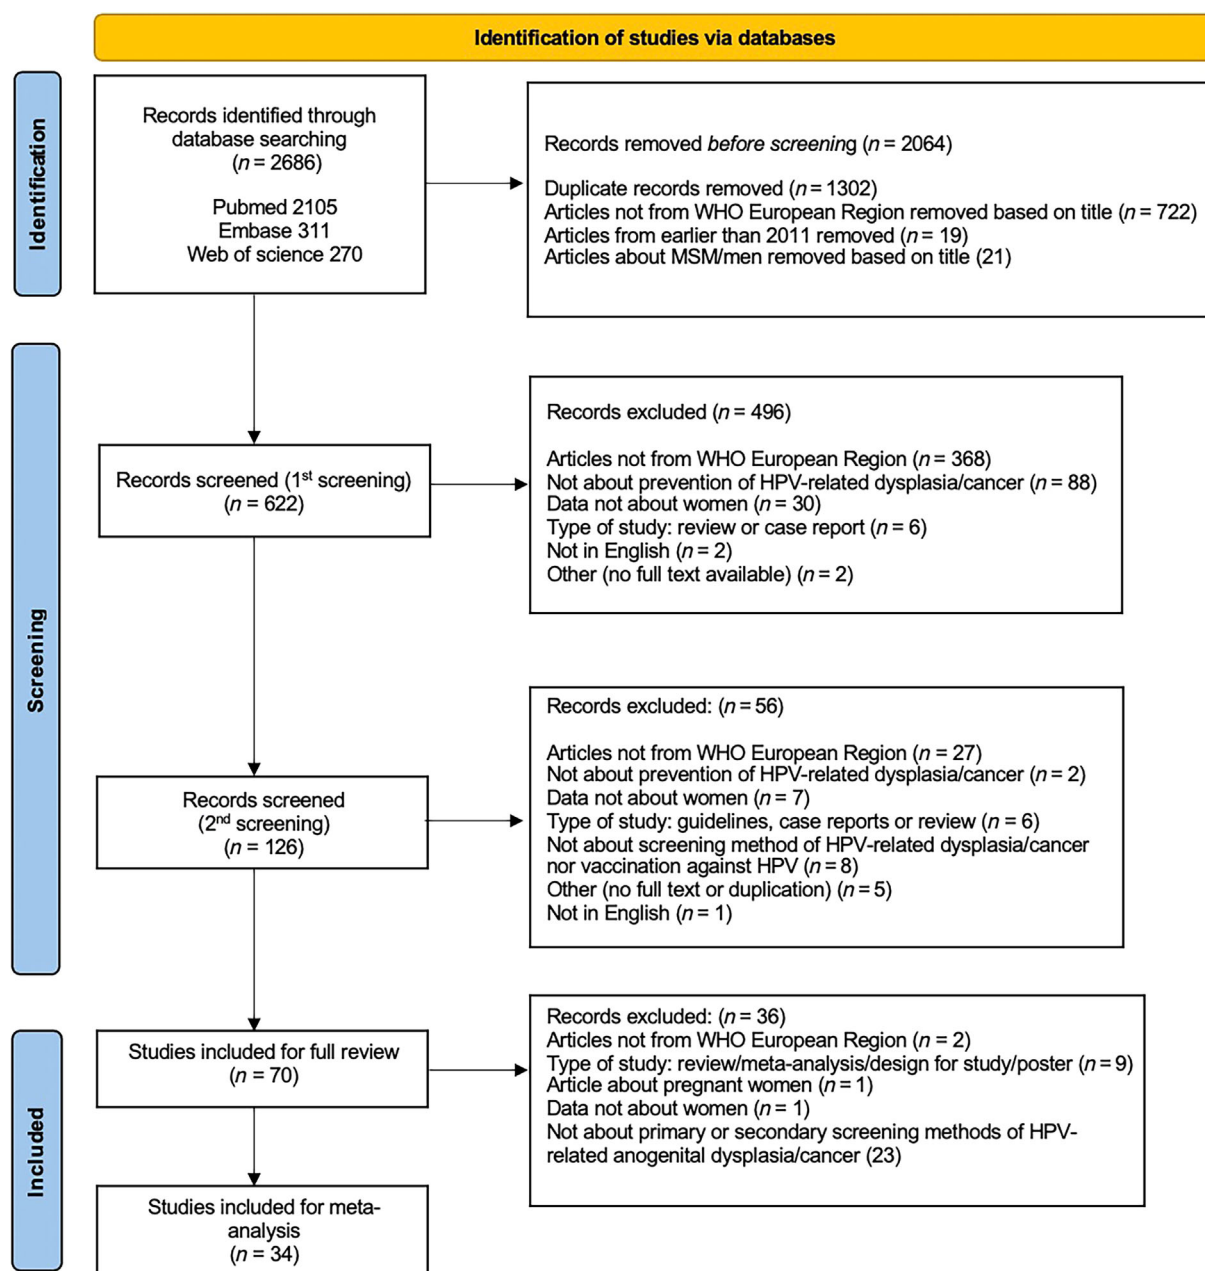 Identification of studies via databases
Identification
Records identified through
database searching
(n = 2686)
Pubmed 2105
Embase 311
Web of science 270
Records removed before screening (n = 2064)
Duplicate records removed (n = 1302)
Articles not from WHO European Region removed based on title (n = 722)
Articles from earlier than 2011 removed (n = 19)
Articles about MSM/men removed based on title (21)
Screening
Records screened (1st screening)
(n = 622)
Records excluded (n = 496)
Articles not from WHO European Region (n = 368)
Not about prevention of HPV-related dysplasia/cancer (n = 88)
Data not about women (n = 30)
Type of study: review or case report (n = 6)
Not in English (n = 2)
Other (no full text available) (n = 2)
Records screened
(2nd screening)
(n = 126)
Records excluded: (n = 56)
Articles not from WHO European Region (n = 27)
Not about prevention of HPV-related dysplasia/cancer (n = 2)
Data not about women (n = 7)
Type of study: guidelines, case reports or review (n = 6)
Not about screening method of HPV-related dysplasia/cancer
nor vaccination against HPV (n = 8)
Other (no full text or duplication) (n = 5)
Not in English (n = 1)
Included
Studies included for full review
(n = 70)
Records excluded: (n = 36)
Articles not from WHO European Region (n = 2)
Type of study: review/meta-analysis/design for study/poster (n = 9)
Article about pregnant women (n = 1)
Data not about women (n = 1)
Not about primary or secondary screening methods of HPV-
related anogenital dysplasia/cancer (23)
Studies included for meta-
analysis
(n = 34)